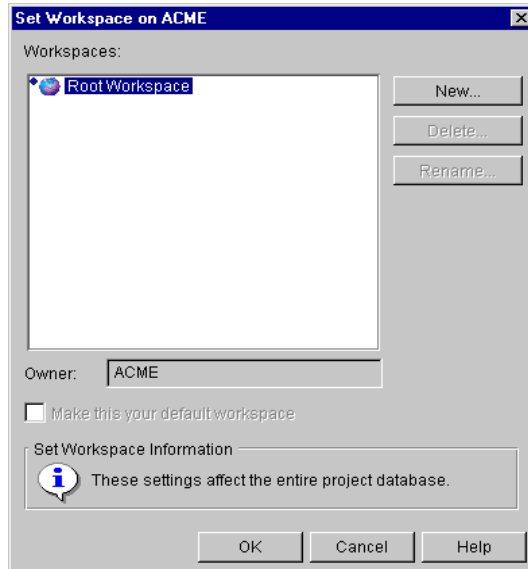 Set Workspace on ACME
Workspaces:
Root Workspace
New...
Delete...
Rename...
Owner:
ACME
Make this your default workspace
Set Workspace Information
These settings affect the entire project database.
OK
Cancel
Help